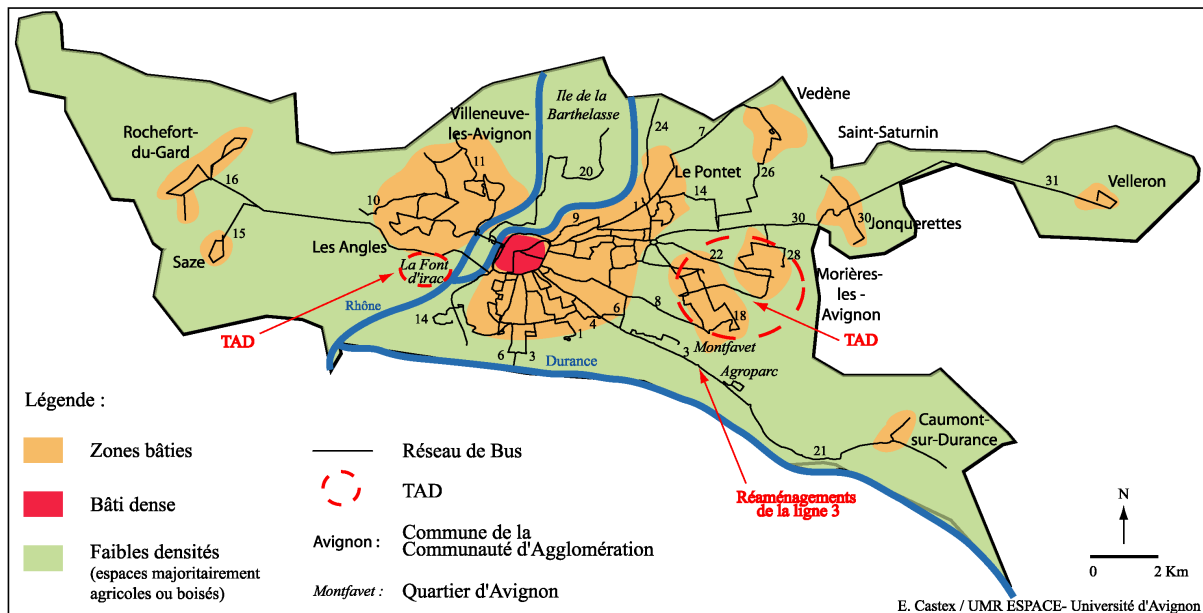 Rochefort-
du-Gard
16
15
Saze
Villeneuve-
les-Avignon
11
10
Les Angles
La Font
d'irac
TAD
Rhône
14
Ile de la
Barthelasse
20
24
7
9
Le Pontet
14
26
Vedène
Saint-Saturnin
30
30
Jonquerettes
31
Velleron
22
28
Morières-
les -
Avignon
8
18
TAD
6
4
1
6
3
3
Montfavet
Agroparc
Durance
21
Caumont-
sur-Durance
Réaménagements
de la ligne 3
Légende :
Zones bâties
Bâti dense
Faibles densités
(espaces majoritairement
agricoles ou boisés)
Réseau de Bus
TAD
Avignon : Commune de la
Communauté d'Agglomération
Montfavet : Quartier d'Avignon
N
0 2 Km
E. Castex / UMR ESPACE- Université d'Avignon